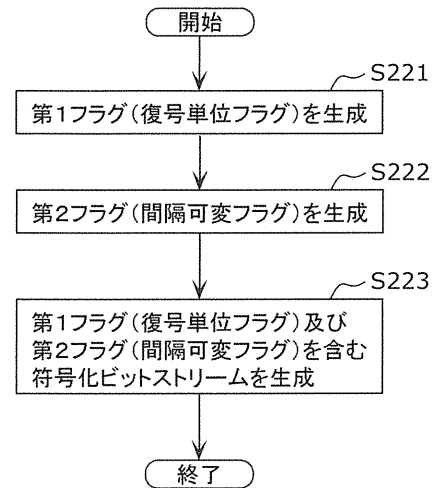 開始
S221
第1フラグ(復号単位フラグ)を生成
S222
第2フラグ(間隔可変フラグ)を生成
S223
第1フラグ(復号単位フラグ)及び
第2フラグ(間隔可変フラグ)を含む
符号化ビットストリームを生成
終了